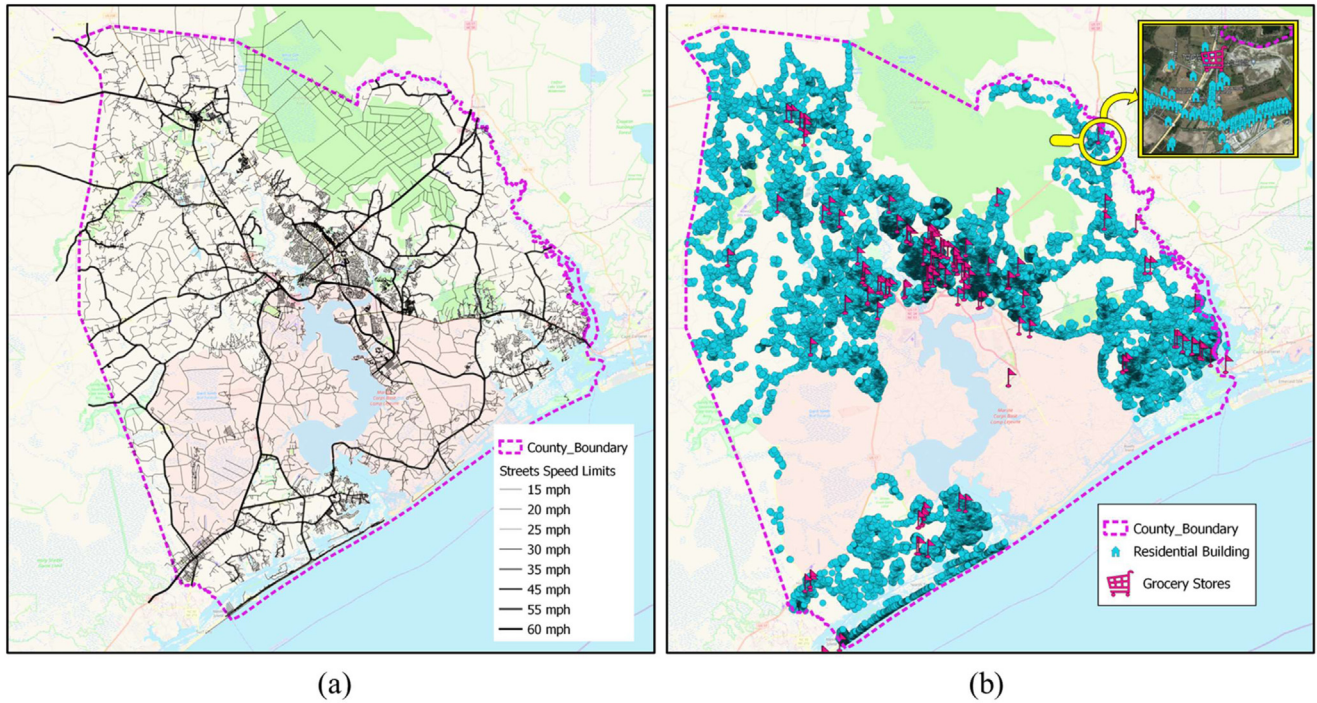 County_Boundary
Streets Speed Limits
15 mph
20 mph
25 mph
30 mph
35 mph
45 mph
55 mph
60 mph
County_Boundary
Residential Building
Grocery Stores
(a)
(b)